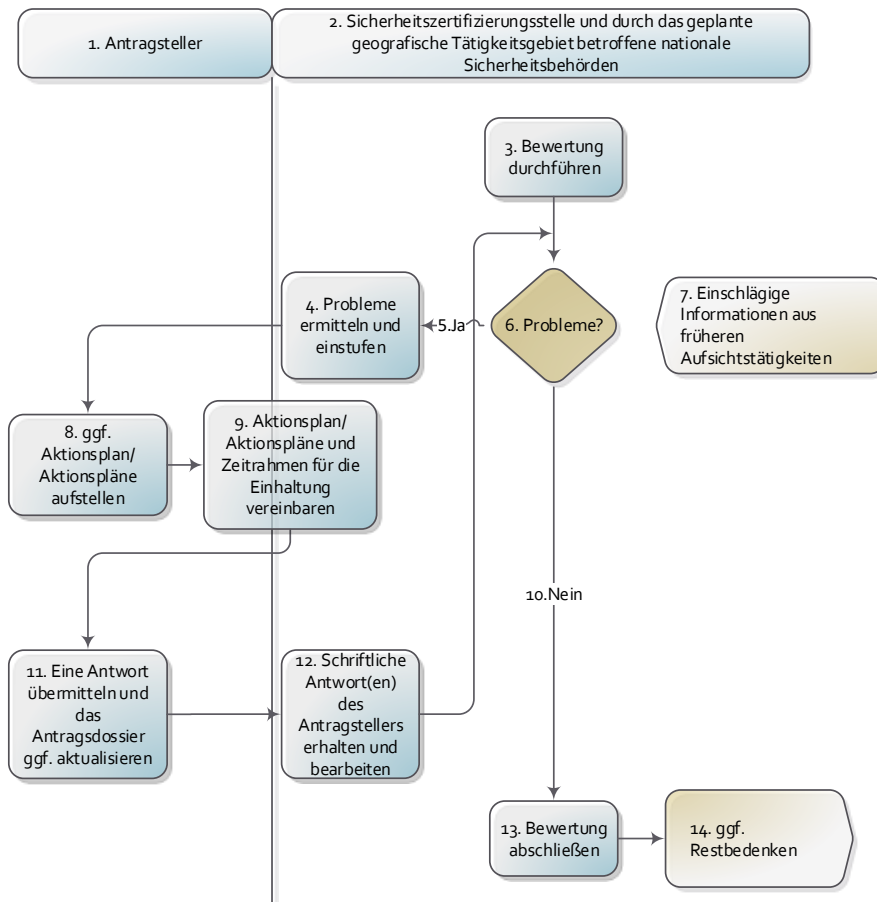 1. Antragsteller
2. Sicherheitszertifizierungsstelle und durch das geplante
geografische Tätigkeitsgebiet betroffene nationale
Sicherheitsbehörden
3. Bewertung
durchführen
4. Probleme
ermitteln und
einstufen
5.Ja
6. Probleme?
7. Einschlägige
Informationen aus
früheren
Aufsichtstätigkeiten
8. ggf.
Aktionsplan/
Aktionspläne
aufstellen
9. Aktionsplan/
Aktionspläne und
Zeitrahmen für die
Einhaltung
vereinbaren
10.Nein
11. Eine Antwort
übermitteln und
das
Antragsdossier
ggf. aktualisieren
12. Schriftliche
Antwort(en)
des
Antragstellers
erhalten und
bearbeiten
13. Bewertung
abschließen
14. ggf.
Restbedenken